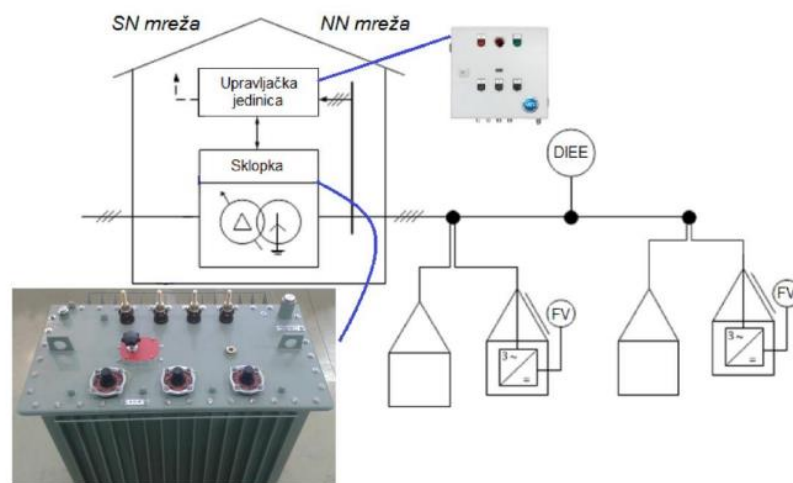 SN mreža
NN mreža
Upravljačka
jedinica
Sklopka
DIEE
FV
3 ~
=
FV
3 ~
=